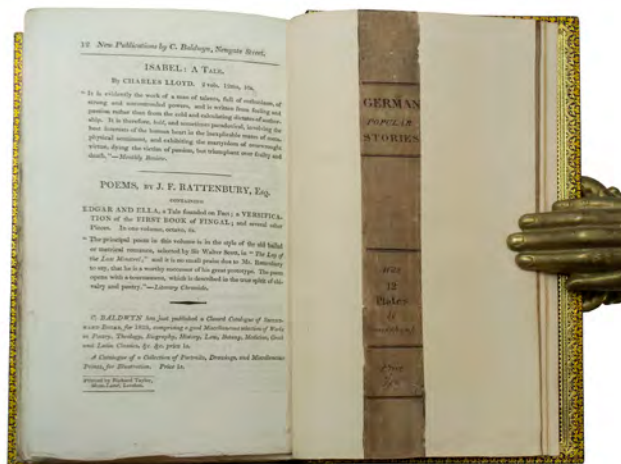 12 New Publications by C. Baldwyn, Newgate Street.
ISABEL: A TALE.
By CHARLES LLOYD. 2 vols. 12mo, 10s.
"It is evidently the work of a man of talents, full of enthusiasm, of
strong and uncontrouled powers, and is written from feeling and
passion rather than from the cold and calculating dictates of author-
ship. It is therefore, bold, and sometimes paradoxical, involving the
best interests of the human heart in the inexplicable mazes of meta-
physical sentiment, and exhibiting the martyrdom of overwrought
virtue, dying the victim of passion, but triumphant over frailty and
death."—Monthly Review.
POEMS, BY J. F. RATTENBURY, Esq.
CONTAINING
EDGAR AND ELLA, a Tale founded on Fact; a VERSIFICA-
TION of the FIRST BOOK of FINGAL; and several other
Pieces. In one volume, octavo,
"The principal poem in this volume is in the style of the old ballad
or metrical romance, selected by Sir Walter Scott, in "The Lay of
the Last Minstrel," and it is no small praise due to Mr. Rattenbury
to say, that he is a worthy successor of his great prototype. The poem
opens with a tournament, which is described in the true spirit of chi-
valry and poetry."—Literary Chronicle.
C. BALDWYN has just published a Classed Catalogue of Second-
hand Books, for 1823, comprising a good Miscellaneous selection of Works
in Poetry, Theology, Biography, History, Law, Botany, Medicine, Greek
and Latin Classics, &c. &c. price 1s.
A Catalogue of a Collection of Portraits, Drawings, and Miscellaneous
Prints, for Illustration. Price 1s.
Printed by Richard Taylor,
Shoe-Lane, London.
GERMAN
POPULAR
STORIES
With
12
Plates